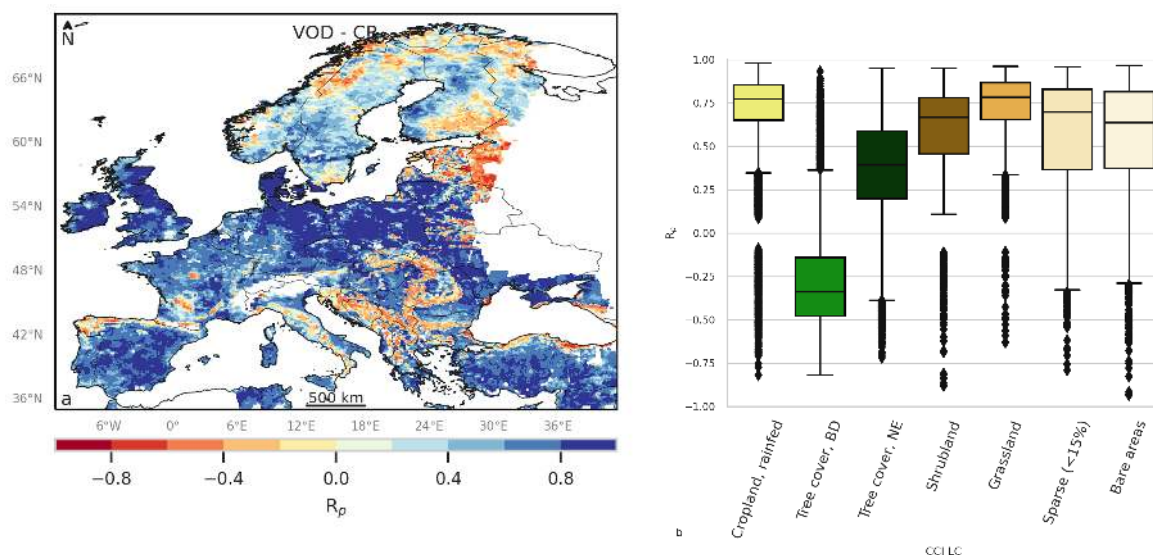 VOD - CR
N
66°N
60°N
54°N
48°N
42°N
36°N
a
500 km
6°W 0° 6°E 12°E 18°E 24°E 30°E 36°E
−0.8 −0.4 0.0 0.4 0.8
Rp
1.00
0.75
0.50
0.25
0.00
−0.25
−0.50
−0.75
−1.00
Cropland, rainfed
Tree cover, BD
Tree cover, NE
Shrubland
Grassland
Sparse (<15%)
Bare areas
b
CCI LC